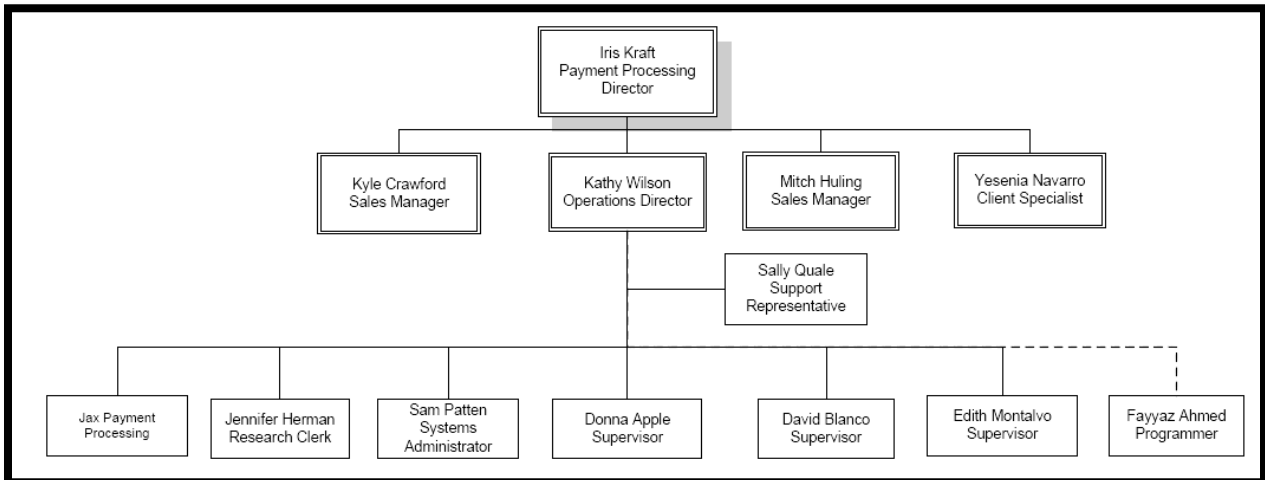 Iris Kraft
Payment Processing
Director
Kyle Crawford
Sales Manager
Kathy Wilson
Operations Director
Mitch Huling
Sales Manager
Yesenia Navarro
Client Specialist
Sally Quale
Support
Representative
Jax Payment
Processing
Jennifer Herman
Research Clerk
Sam Patten
Systems
Administrator
Donna Apple
Supervisor
David Blanco
Supervisor
Edith Montalvo
Supervisor
Fayyaz Ahmed
Programmer